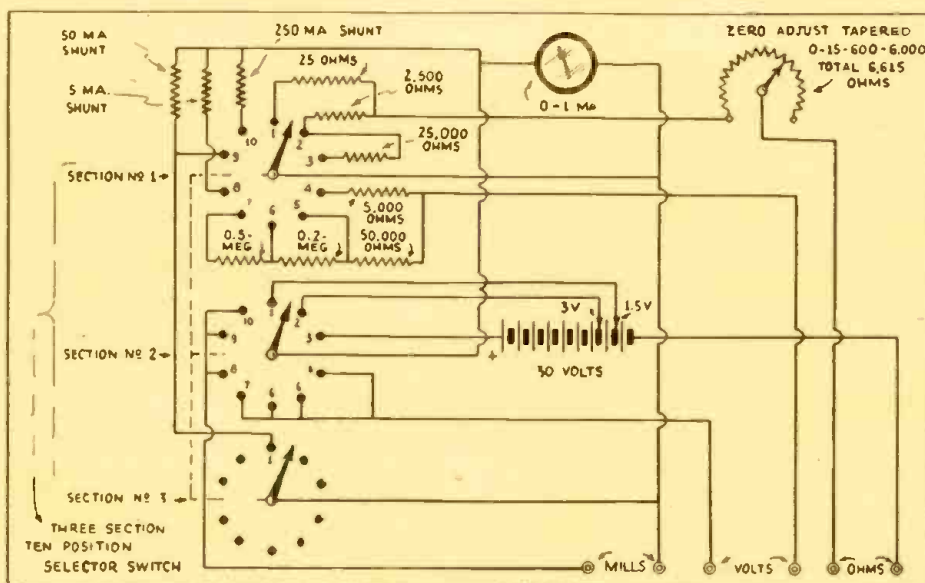 50 MA
SHUNT
250 MA SHUNT
5 MA.
SHUNT
25 OHMS
2,500
OHMS
25,000
OHMS
0-1 MA
ZERO ADJUST TAPERED
0-15-600-6,000
TOTAL 6,615
OHMS
1
2
3
4
5
6
7
8
9
10
SECTION Nº 1
5,000
OHMS
0.5-
MEG
0.2-
MEG
50,000
OHMS
1
2
3
4
6
6
7
8
9
10
SECTION Nº 2
3V
1.5V
+
30 VOLTS
1
SECTION Nº 3
THREE SECTION
TEN POSITION
SELECTOR SWITCH
MILLS
VOLTS
OHMS